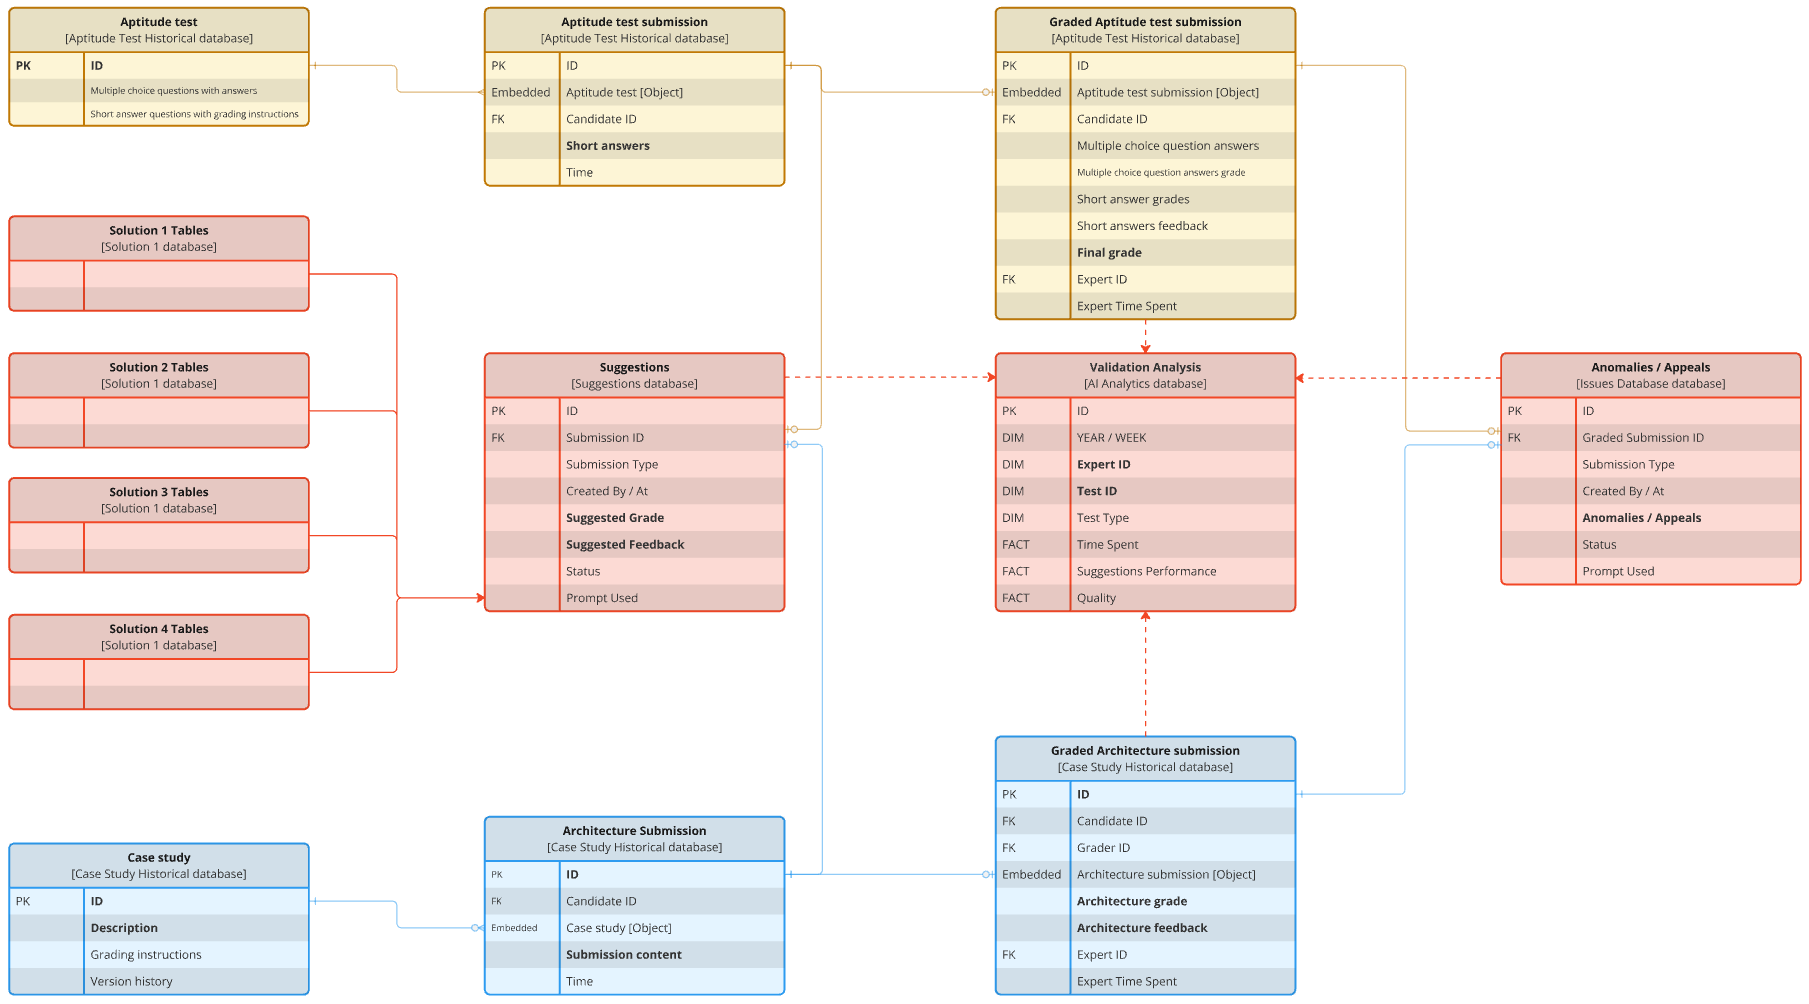 Aptitude test
[Aptitude Test Historical database]
PK ID
Multiple choice questions with answers
Short answer questions with grading instructions
Aptitude test submission
[Aptitude Test Historical database]
PK ID
Embedded Aptitude test [Object]
FK Candidate ID
Short answers
Time
Graded Aptitude test submission
[Aptitude Test Historical database]
PK ID
Embedded Aptitude test submission [Object]
FK Candidate ID
Multiple choice question answers
Multiple choice question answers grade
Short answer grades
Short answers feedback
Final grade
FK Expert ID
Expert Time Spent
Solution 1 Tables
[Solution 1 database]
Solution 2 Tables
[Solution 1 database]
Solution 3 Tables
[Solution 1 database]
Solution 4 Tables
[Solution 1 database]
Suggestions
[Suggestions database]
PK ID
FK Submission ID
Submission Type
Created By / At
Suggested Grade
Suggested Feedback
Status
Prompt Used
Validation Analysis
[AI Analytics database]
PK ID
DIM YEAR / WEEK
DIM Expert ID
DIM Test ID
DIM Test Type
FACT Time Spent
FACT Suggestions Performance
FACT Quality
Anomalies / Appeals
[Issues Database database]
PK ID
FK Graded Submission ID
Submission Type
Created By / At
Anomalies / Appeals
Status
Prompt Used
Case study
[Case Study Historical database]
PK ID
Description
Grading instructions
Version history
Architecture Submission
[Case Study Historical database]
PK ID
FK Candidate ID
Embedded Case study [Object]
Submission content
Time
Graded Architecture submission
[Case Study Historical database]
PK ID
FK Candidate ID
FK Grader ID
Embedded Architecture submission [Object]
Architecture grade
Architecture feedback
FK Expert ID
Expert Time Spent